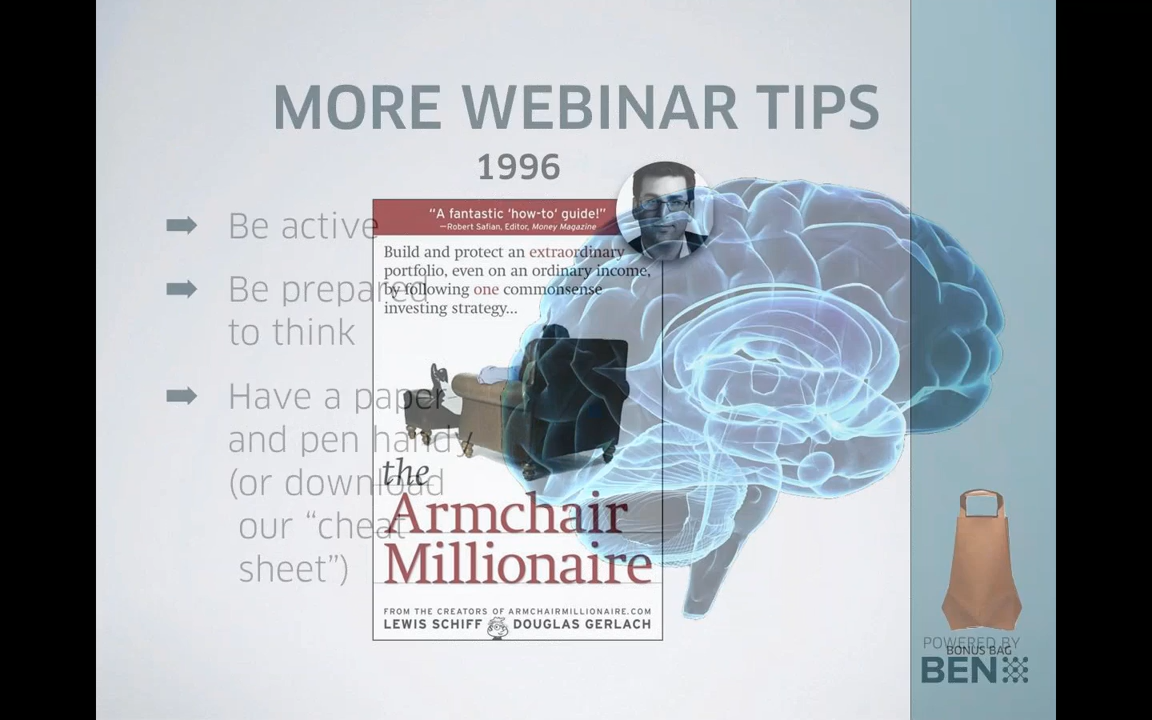 MORE WEBINAR TIPS
1996
Be active
Be prepared
to think
Have a paper
and pen handy
(or download
our “cheat
sheet”)
“A fantastic ‘how-to’ guide!”
—Robert Safian, Editor, Money Magazine
Build and protect an extraordinary
portfolio, even on an ordinary income,
by following one commonsense
investing strategy...
the
Armchair
Millionaire
FROM THE CREATORS OF ARMCHAIRMILLIONAIRE.COM
LEWIS SCHIFF DOUGLAS GERLACH
POWERED BY
BONUS BAG
BEN